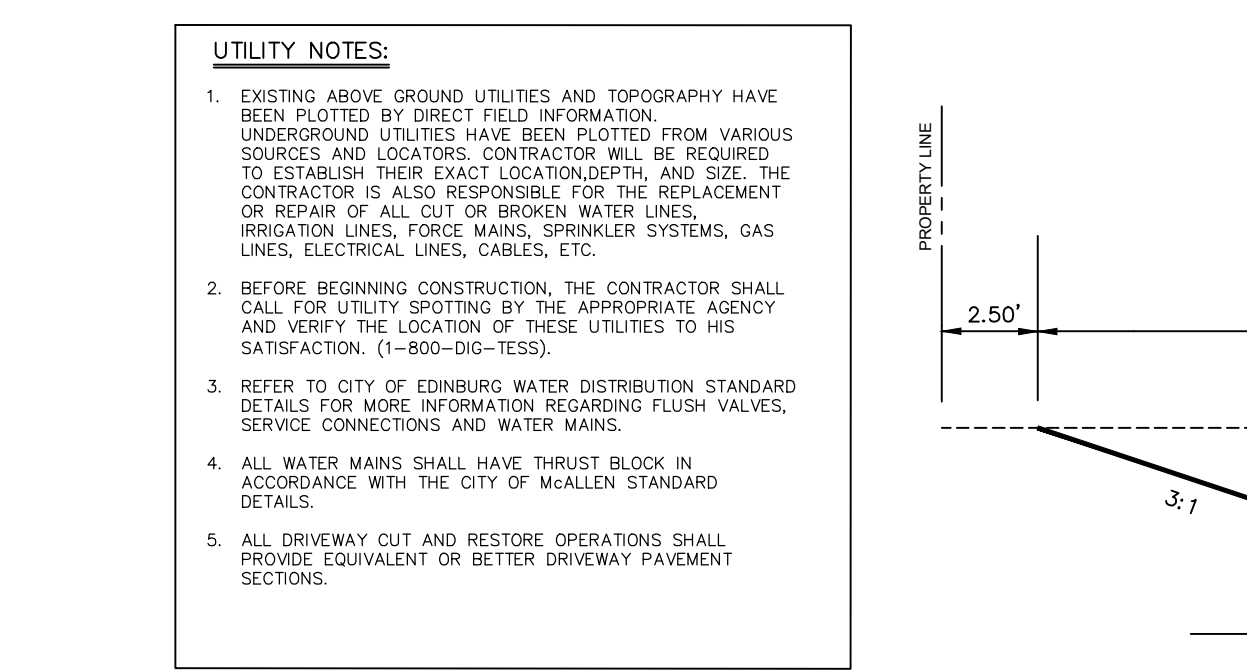 UTILITY NOTES:
1. EXISTING ABOVE GROUND UTILITIES AND TOPOGRAPHY HAVE
BEEN PLOTTED BY DIRECT FIELD INFORMATION.
UNDERGROUND UTILITIES HAVE BEEN PLOTTED FROM VARIOUS
SOURCES AND LOCATORS. CONTRACTOR WILL BE REQUIRED
TO ESTABLISH THEIR EXACT LOCATION,DEPTH, AND SIZE. THE
CONTRACTOR IS ALSO RESPONSIBLE FOR THE REPLACEMENT
OR REPAIR OF ALL CUT OR BROKEN WATER LINES,
IRRIGATION LINES, FORCE MAINS, SPRINKLER SYSTEMS, GAS
LINES, ELECTRICAL LINES, CABLES, ETC.
2. BEFORE BEGINNING CONSTRUCTION, THE CONTRACTOR SHALL
CALL FOR UTILITY SPOTTING BY THE APPROPRIATE AGENCY
AND VERIFY THE LOCATION OF THESE UTILITIES TO HIS
SATISFACTION. (1-800-DIG-TESS).
3. REFER TO CITY OF EDINBURG WATER DISTRIBUTION STANDARD
DETAILS FOR MORE INFORMATION REGARDING FLUSH VALVES,
SERVICE CONNECTIONS AND WATER MAINS.
4. ALL WATER MAINS SHALL HAVE THRUST BLOCK IN
ACCORDANCE WITH THE CITY OF McALLEN STANDARD
DETAILS.
5. ALL DRIVEWAY CUT AND RESTORE OPERATIONS SHALL
PROVIDE EQUIVALENT OR BETTER DRIVEWAY PAVEMENT
SECTIONS.
PROPERTY LINE
2.50'
3:1